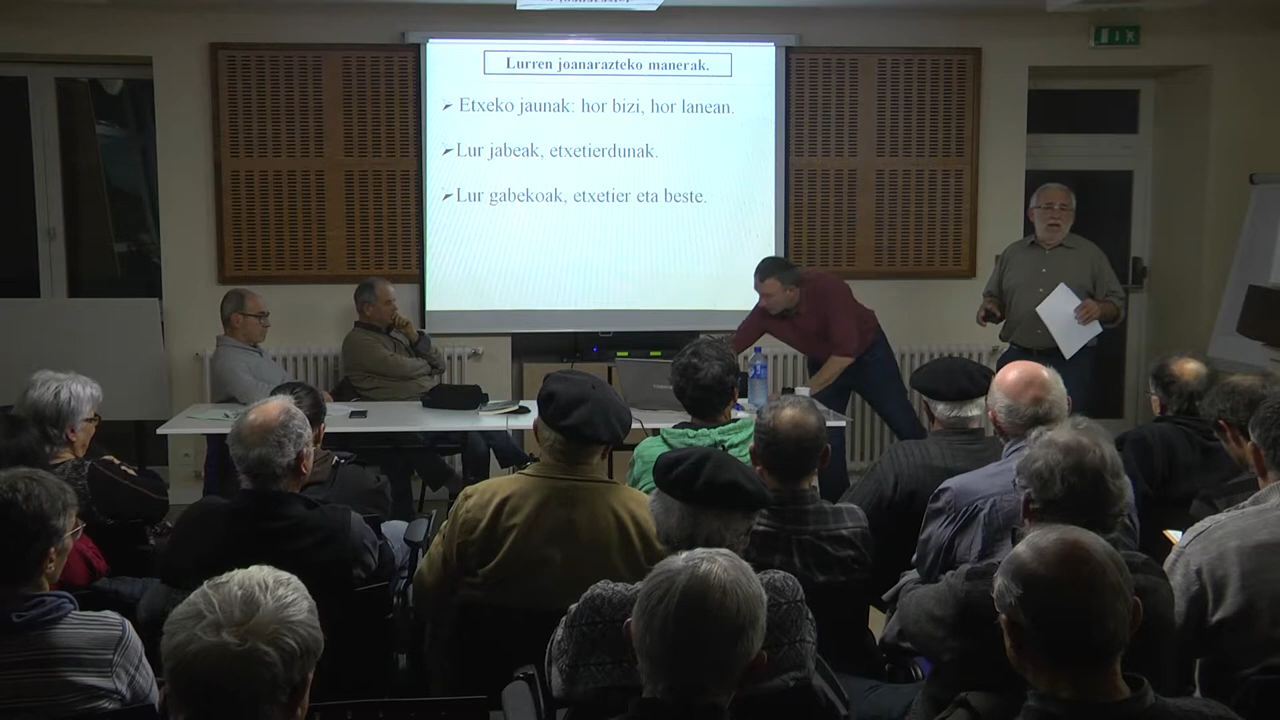 Lurren joanarazteko manerak.
➢ Etxeko jaunak: hor bizi, hor lanean.
➢ Lur jabeak, etxetierdunak.
➢ Lur gabekoak, etxetier eta beste.